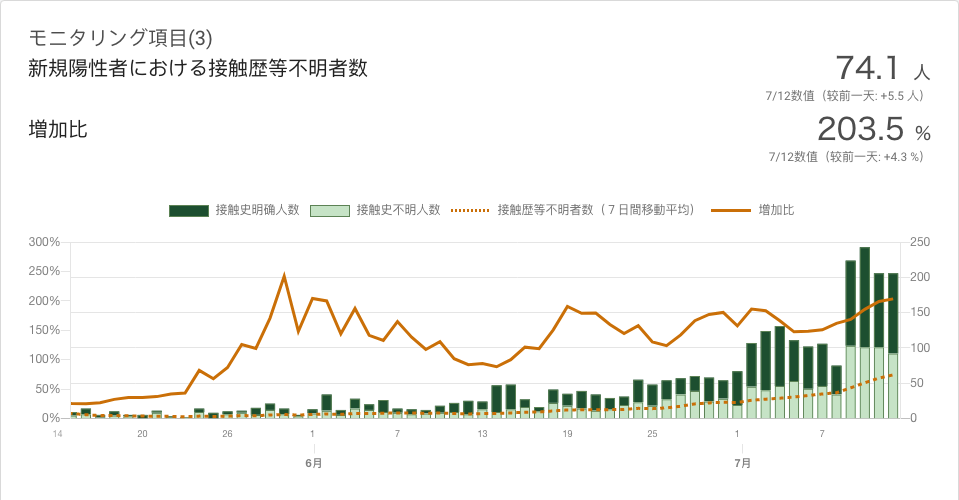 モニタリング項目(3)
新規陽性者における接触歴等不明者数
74.1 人
7/12数值（较前一天: +5.5 人）
増加比
203.5 %
7/12数值（较前一天: +4.3 %）
接触史明确人数 接触史不明人数 接触歴等不明者数（７日間移動平均） 増加比
300% 250
250% 200
200% 150
150% 100
100% 50
50% 0
0%
14 20 26 1 7 13 19 25 1 7
6月 7月